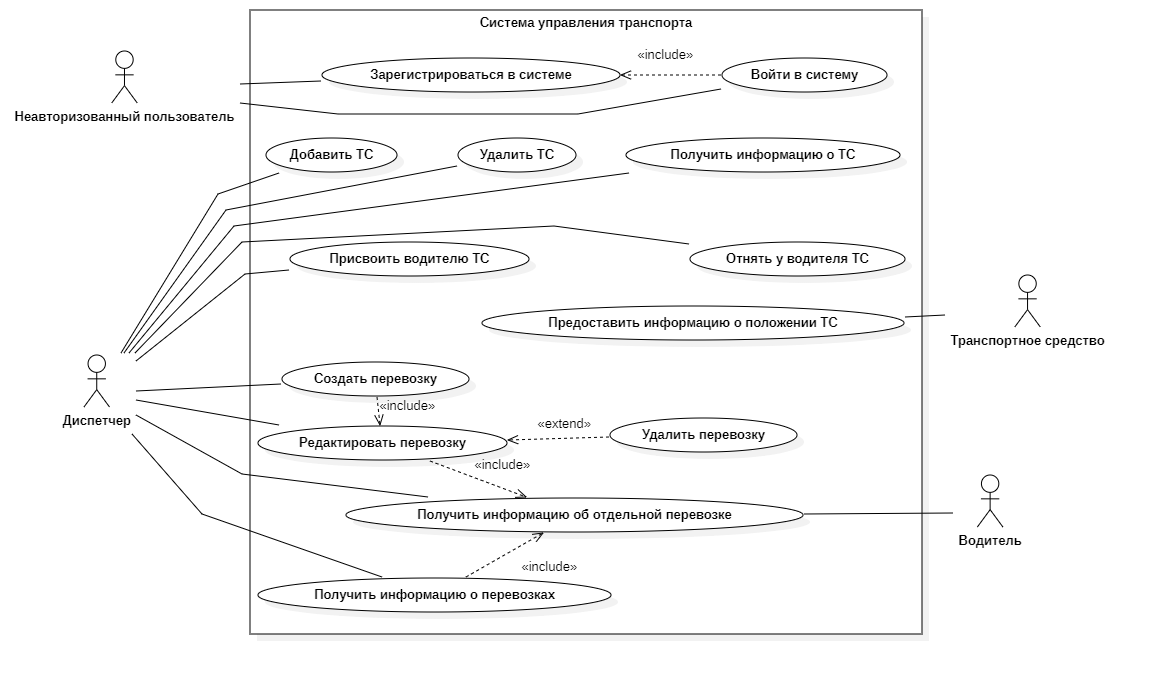 Система управления транспорта
«include»
Зарегистрироваться в системе
Войти в систему
Неавторизованный пользователь
Добавить ТС
Удалить ТС
Получить информацию о ТС
Присвоить водителю ТС
Отнять у водителя ТС
Предоставить информацию о положении ТС
Транспортное средство
Создать перевозку
«include»
Диспетчер
«extend»
Редактировать перевозку
Удалить перевозку
«include»
Получить информацию об отдельной перевозке
Водитель
«include»
Получить информацию о перевозках